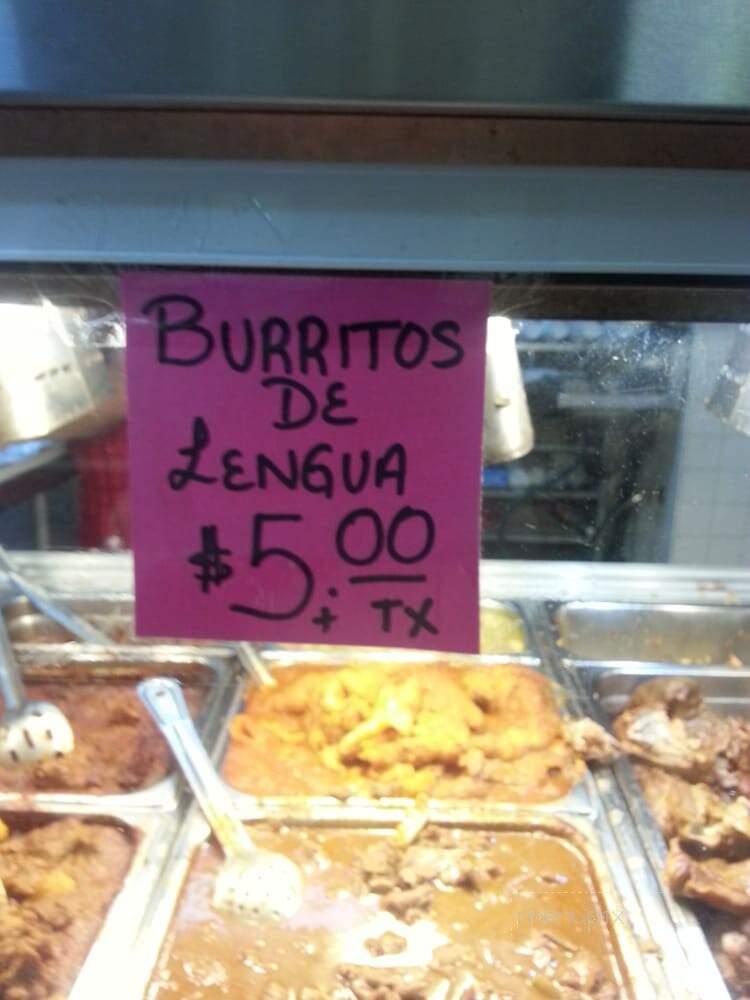 BURRITOS
DE
LENGUA
$5.00
+ TX